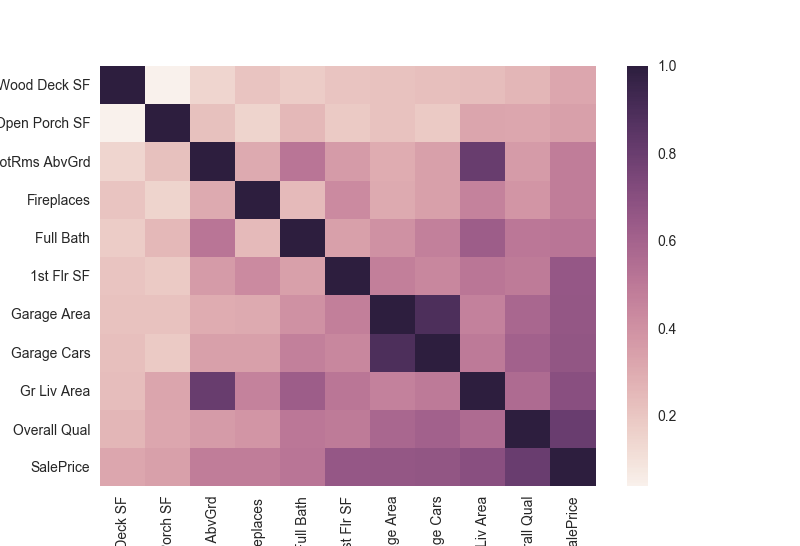 Wood Deck SF
Open Porch SF
otRms AbvGrd
Fireplaces
Full Bath
1st Flr SF
Garage Area
Garage Cars
Gr Liv Area
Overall Qual
SalePrice
Deck SF
orch SF
AbvGrd
eplaces
Full Bath
st Flr SF
ge Area
ge Cars
Liv Area
rall Qual
alePrice
1.0
0.8
0.6
0.4
0.2